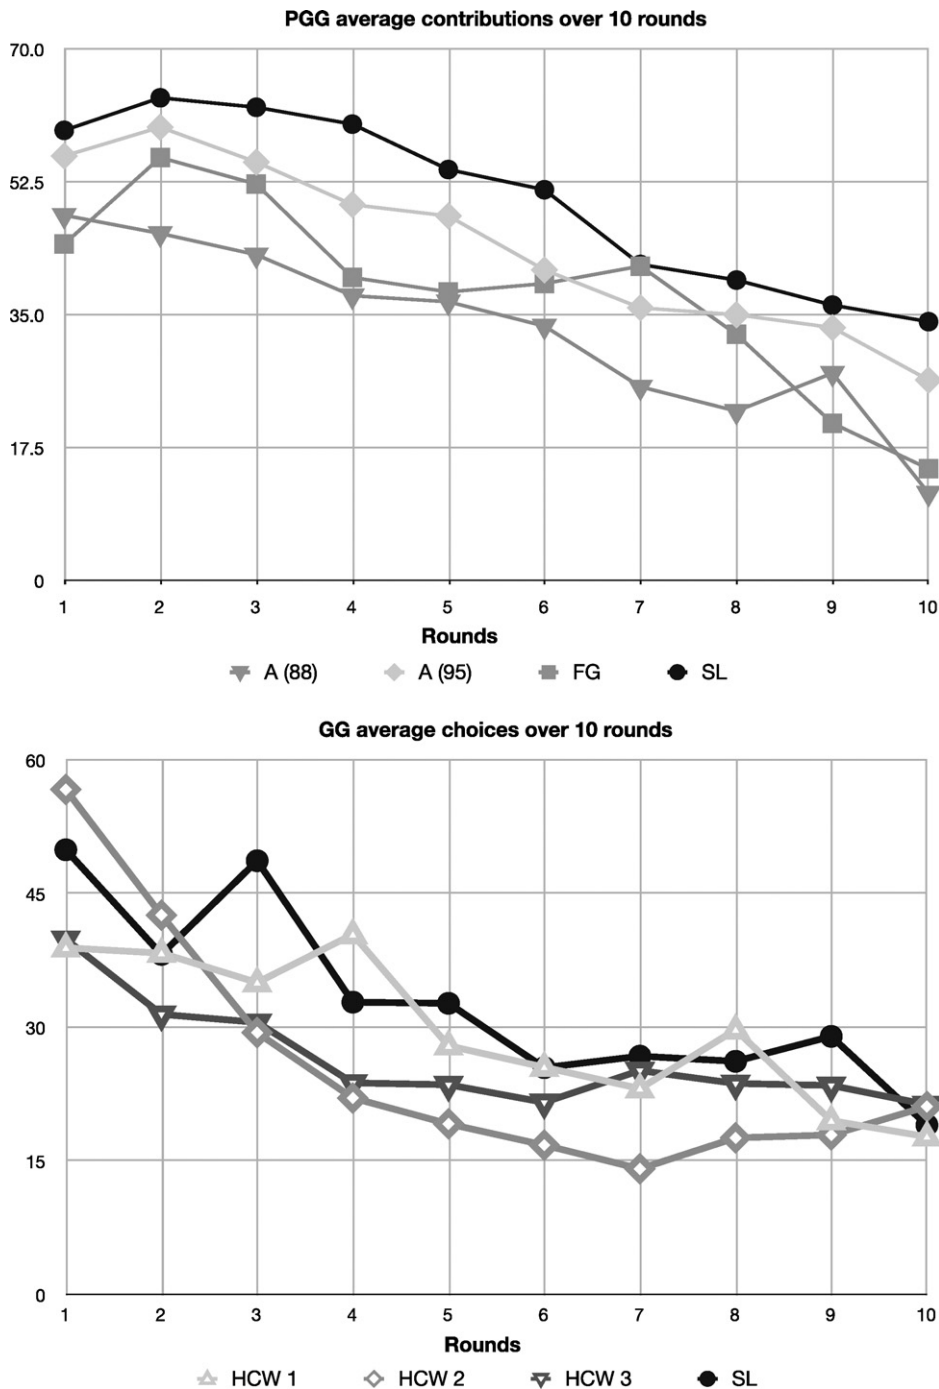 PGG average contributions over 10 rounds
70.0
52.5
35.0
17.5
0
1 2 3 4 5 6 7 8 9 10
Rounds
A (88) A (95) FG SL
GG average choices over 10 rounds
60
45
30
15
0
1 2 3 4 5 6 7 8 9 10
Rounds
HCW 1 HCW 2 HCW 3 SL